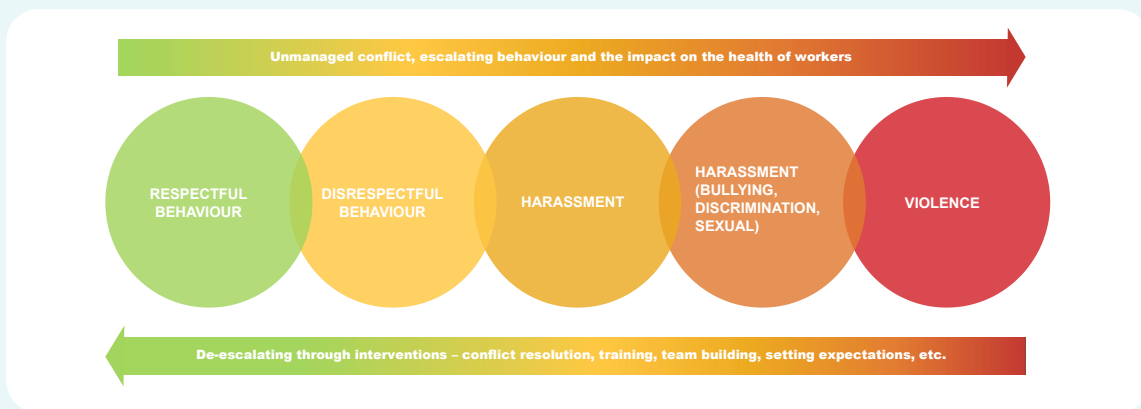 Unmanaged conflict, escalating behaviour and the impact on the health of workers
RESPECTFUL
BEHAVIOUR
DISRESPECTFUL
BEHAVIOUR
HARASSMENT
HARASSMENT
(BULLYING,
DISCRIMINATION,
SEXUAL)
VIOLENCE
De-escalating through interventions – conflict resolution, training, team building, setting expectations, etc.